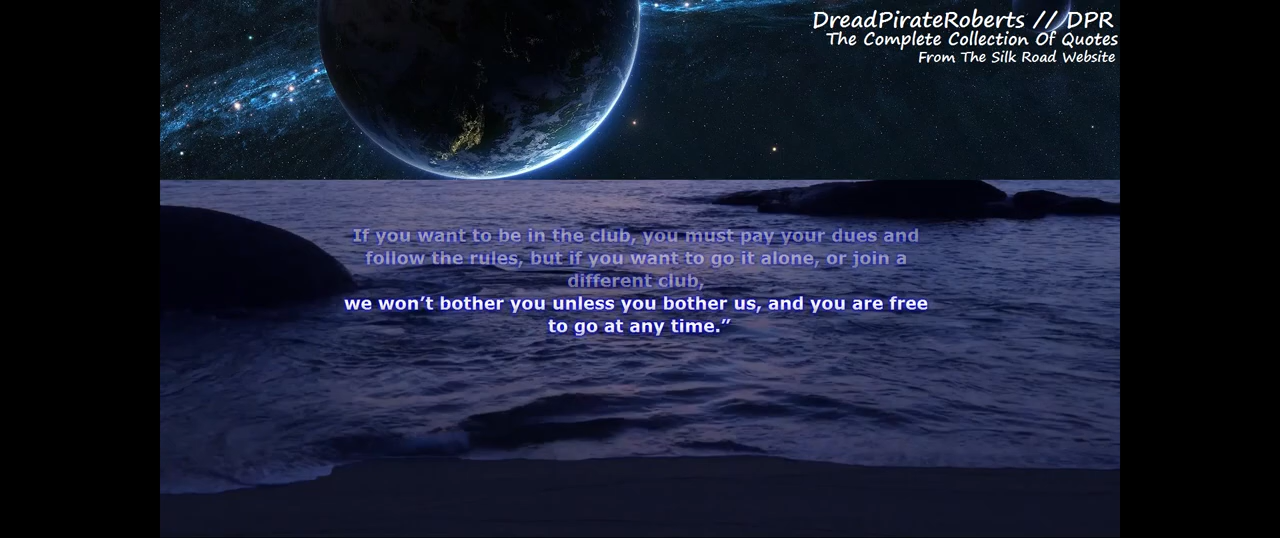 DreadPirateRoberts // DPR
The Complete Collection Of Quotes
From The Silk Road Website
If you want to be in the club, you must pay your dues and
follow the rules, but if you want to go it alone, or join a
different club,
we won’t bother you unless you bother us, and you are free
to go at any time.”